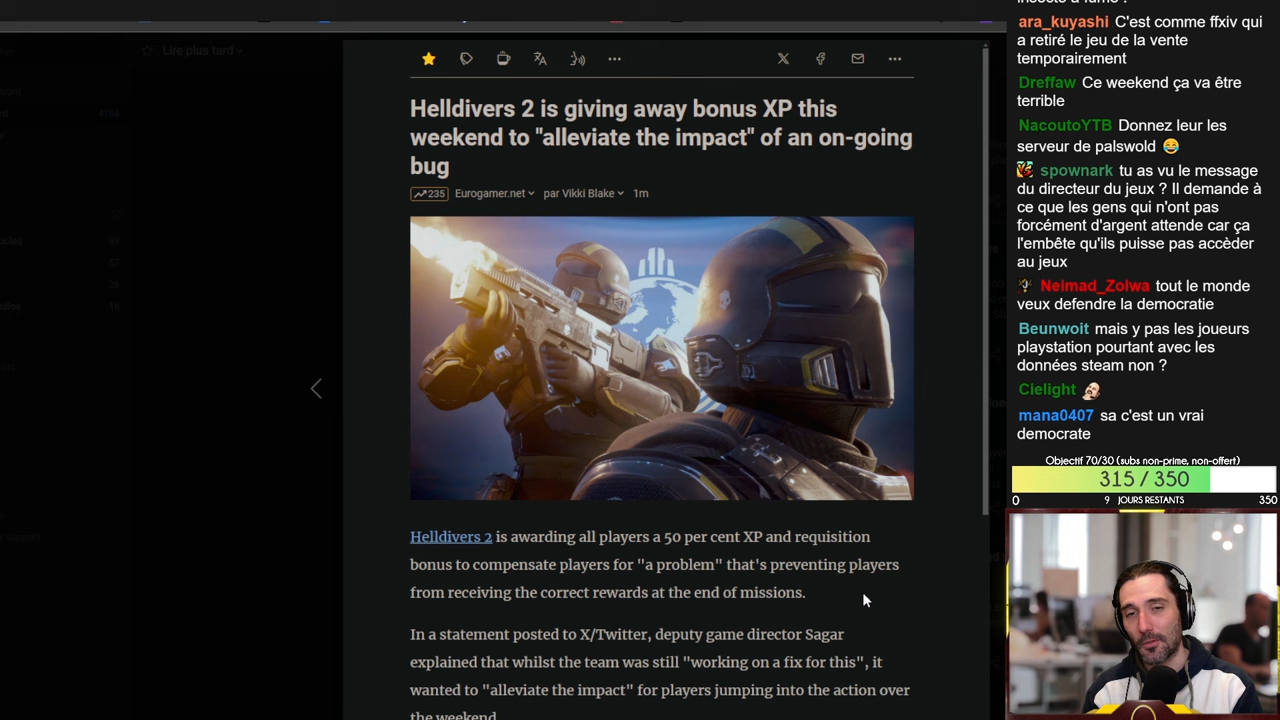 Lire plus tard
4153
Helldivers 2 is giving away bonus XP this
weekend to "alleviate the impact" of an on-going
bug
235 Eurogamer.net par Vikki Blake 1m
Helldivers 2 is awarding all players a 50 per cent XP and requisition
bonus to compensate players for "a problem" that's preventing players
from receiving the correct rewards at the end of missions.
In a statement posted to X/Twitter, deputy game director Sagar
explained that whilst the team was still "working on a fix for this", it
wanted to "alleviate the impact" for players jumping into the action over
the weekend
ara_kuyashi C'est comme ffxiv qui
a retiré le jeu de la vente
temporairement
Dreffaw Ce weekend ça va être
terrible
NacoutoYTB Donnez leur les
serveur de palswold 😂
spownark tu as vu le message
du directeur du jeux ? Il demande à
ce que les gens qui n'ont pas
forcément d'argent attende car ça
l'embête qu'ils puisse pas accèder
au jeux
Neimad_Zolwa tout le monde
veux defendre la democratie
Beunwoit mais y pas les joueurs
playstation pourtant avec les
données steam non ?
Cielight
mana0407 sa c'est un vrai
democrate
Objectif 70/30 (subs non-prime, non-offert)
315 / 350
0 9 JOURS RESTANTS 350